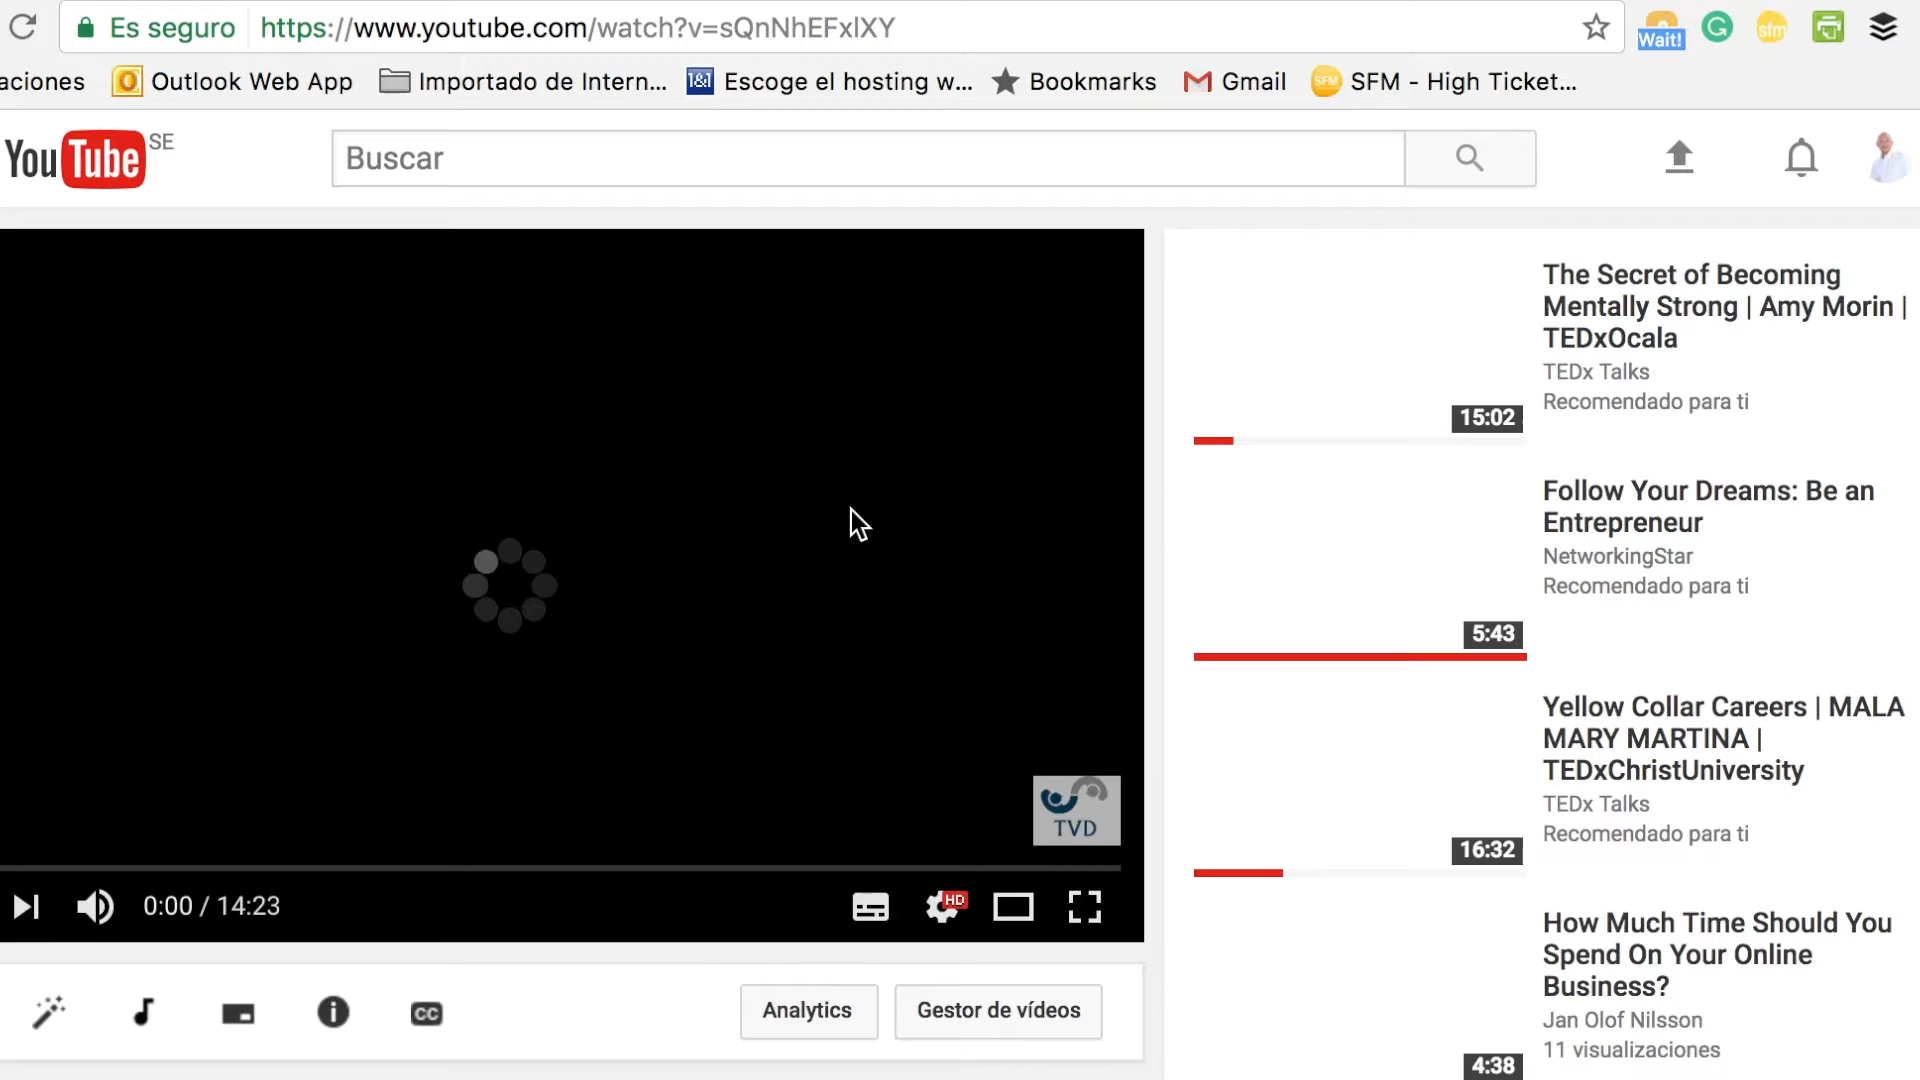 Es seguro https://www.youtube.com/watch?v=sQnNhEFxlXY
Wait! G sfm
aciones Outlook Web App Importado de Intern... 1&1 Escoge el hosting w... Bookmarks Gmail SFM SFM - High Ticket...
YouTube SE
Buscar
The Secret of Becoming
Mentally Strong | Amy Morin |
TEDxOcala
TEDx Talks
Recomendado para ti
15:02
Follow Your Dreams: Be an
Entrepreneur
NetworkingStar
Recomendado para ti
5:43
Yellow Collar Careers | MALA
MARY MARTINA |
TEDxChristUniversity
TEDx Talks
Recomendado para ti
16:32
How Much Time Should You
Spend On Your Online
Business?
Jan Olof Nilsson
11 visualizaciones
4:38
TVD
0:00 / 14:23
HD
CC
Analytics
Gestor de vídeos